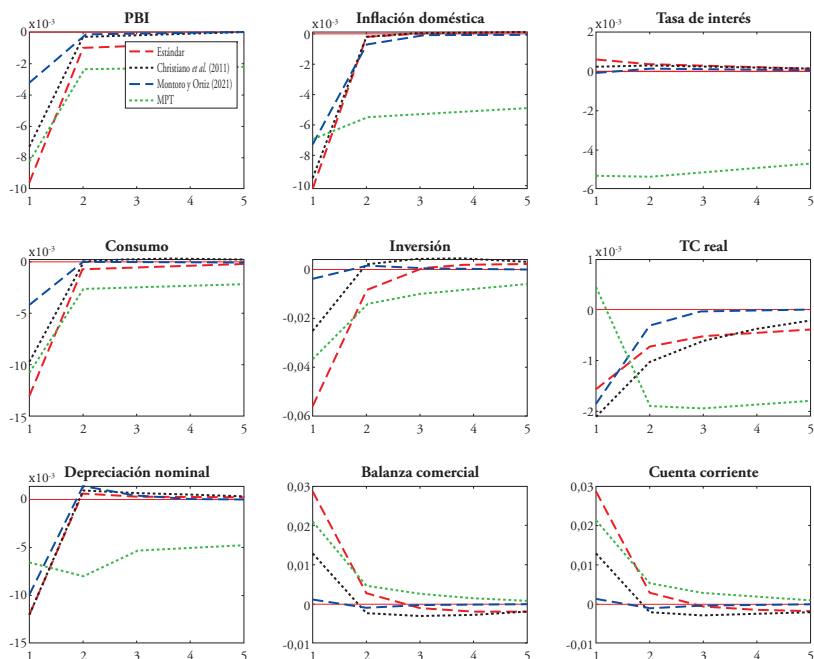 PBI
x10-3
0
-2
-4
-6
-8
-10
1 2 3 4 5
Estándar
Christiano et al. (2011)
Montoro y Ortiz (2021)
MPT
Inflación doméstica
x10-3
0
-2
-4
-6
-8
-10
1 2 3 4 5
Tasa de interés
x10-3
2
0
-2
-4
-6
1 2 3 4 5
Consumo
x10-3
0
-5
-10
-15
1 2 3 4 5
Inversión
0
-0,02
-0,04
-0,06
1 2 3 4 5
TC real
x10-3
1
0
-1
-2
1 2 3 4 5
Depreciación nominal
x10-3
0
-5
-10
-15
1 2 3 4 5
Balanza comercial
0,03
0,02
0,01
0
-0,01
1 2 3 4 5
Cuenta corriente
0,03
0,02
0,01
0
-0,01
1 2 3 4 5